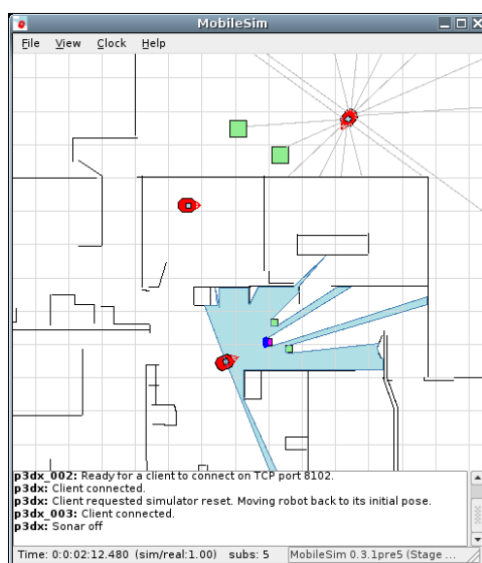 MobileSim
File View Clock Help
p3dx_002: Ready for a client to connect on TCP port 8102.
p3dx: Client connected.
p3dx: Client requested simulator reset. Moving robot back to its initial pose.
p3dx_003: Client connected.
p3dx: Sonar off
Time: 0:0:02:12.480 (sim/real:1.00) subs: 5 MobileSim 0.3.1pre5 (Stage ...